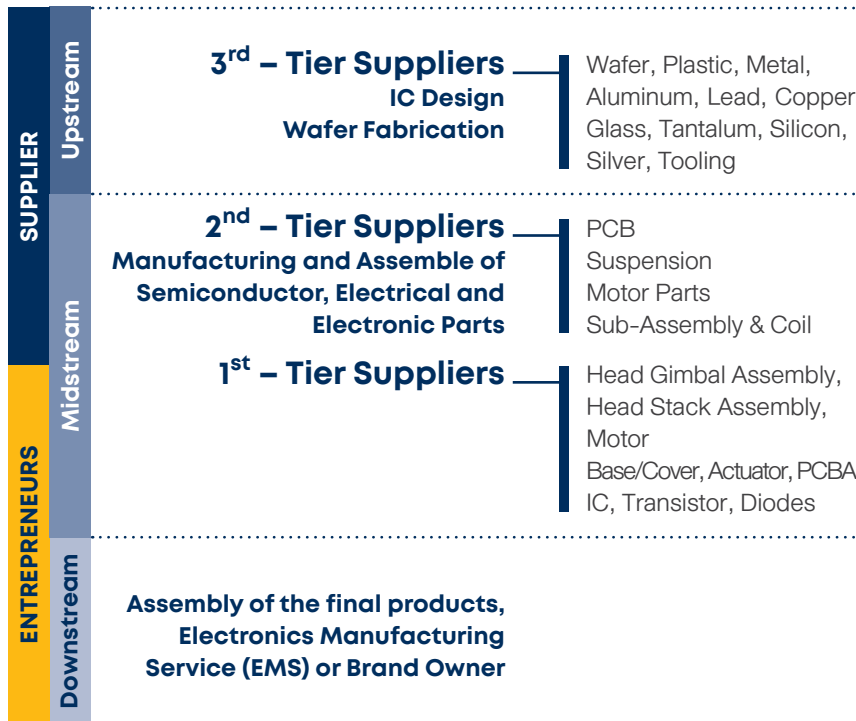 SUPPLIER
Upstream
3rd – Tier Suppliers
IC Design
Wafer Fabrication
Wafer, Plastic, Metal,
Aluminum, Lead, Copper
Glass, Tantalum, Silicon,
Silver, Tooling
Midstream
2nd – Tier Suppliers
Manufacturing and Assemble of
Semiconductor, Electrical and
Electronic Parts
PCB
Suspension
Motor Parts
Sub-Assembly & Coil
ENTREPRENEURS
1st – Tier Suppliers
Head Gimbal Assembly,
Head Stack Assembly,
Motor
Base/Cover, Actuator, PCBA
IC, Transistor, Diodes
Downstream
Assembly of the final products,
Electronics Manufacturing
Service (EMS) or Brand Owner